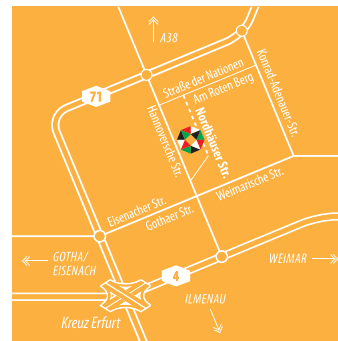 A38
71
Straße der Nationen
Am Roten Berg
Konrad-Adenauer-Str.
Hannoversche Str.
Nordhäuser Str.
Eisenacher Str.
Gothaer Str.
Weimarische Str.
GOTHA/
EISENACH
4
WEIMAR
ILMENAU
Kreuz Erfurt